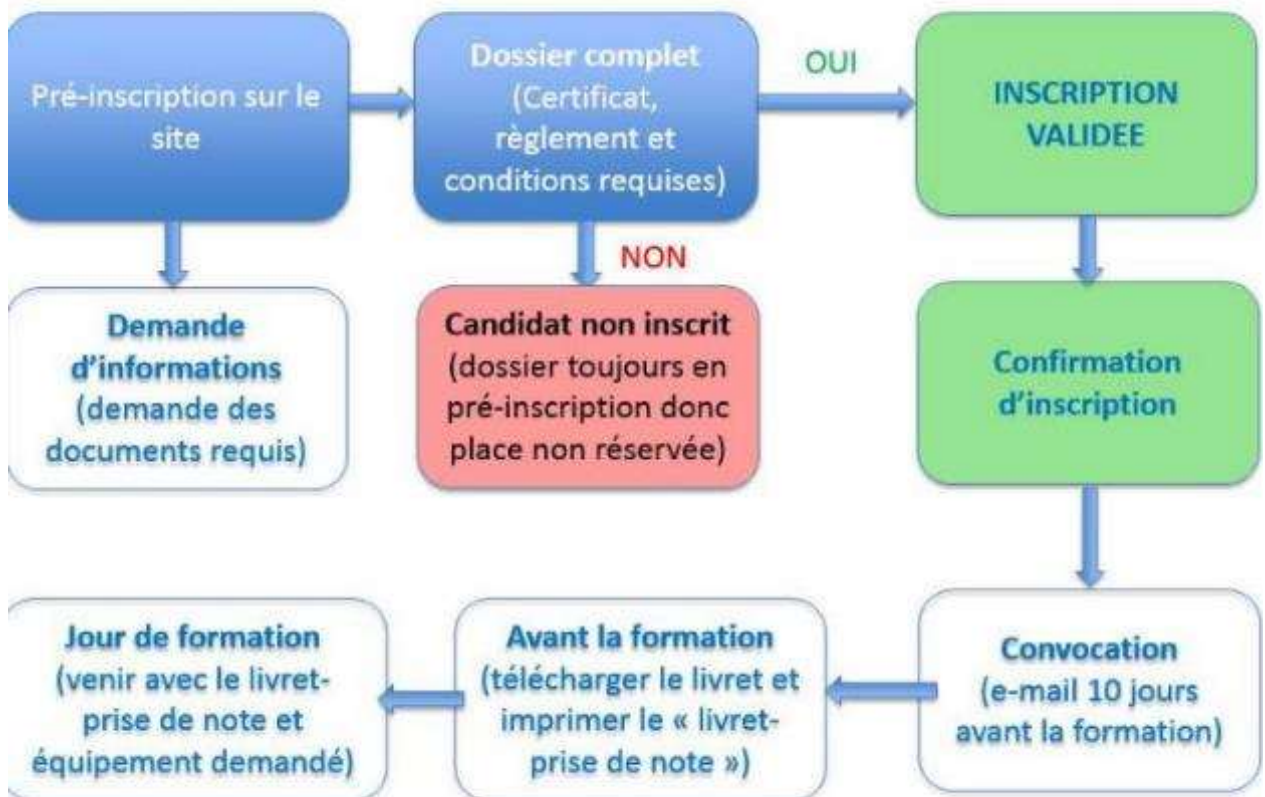 Pré-inscription sur le
site
Dossier complet
(Certificat,
règlement et
conditions requises)
OUI
INSCRIPTION
VALIDEE
NON
Demande
d'informations
(demande des
documents requis)
Candidat non inscrit
(dossier toujours en
pré-inscription donc
place non réservée)
Confirmation
d'inscription
Convocation
(e-mail 10 jours
avant la formation)
Avant la formation
(télécharger le livret et
imprimer le « livret-
prise de note »)
Jour de formation
(venir avec le livret-
prise de note et
équipement demandé)